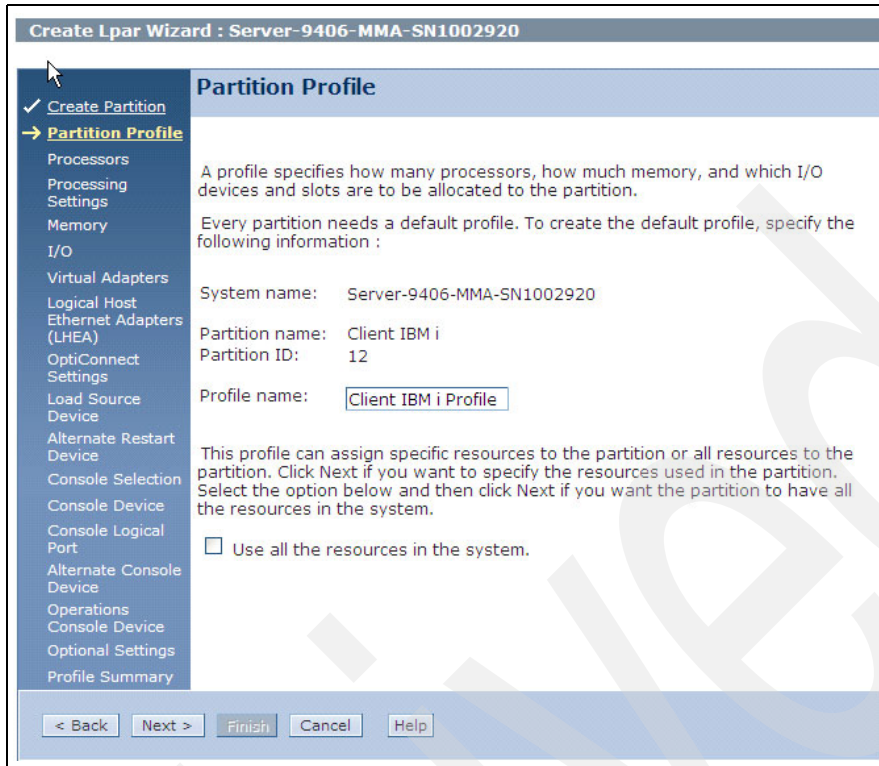 Create Lpar Wizard : Server-9406-MMA-SN1002920
Create Partition
Partition Profile
Processors
Processing
Settings
Memory
I/O
Virtual Adapters
Logical Host
Ethernet Adapters
(LHEA)
OptiConnect
Settings
Load Source
Device
Alternate Restart
Device
Console Selection
Console Device
Console Logical
Port
Alternate Console
Device
Operations
Console Device
Optional Settings
Profile Summary
Partition Profile
A profile specifies how many processors, how much memory, and which I/O
devices and slots are to be allocated to the partition.
Every partition needs a default profile. To create the default profile, specify the
following information :
System name: Server-9406-MMA-SN1002920
Partition name: Client IBM i
Partition ID: 12
Profile name: Client IBM i Profile
This profile can assign specific resources to the partition or all resources to the
partition. Click Next if you want to specify the resources used in the partition.
Select the option below and then click Next if you want the partition to have all
the resources in the system.
Use all the resources in the system.
< Back Next > Finish Cancel Help